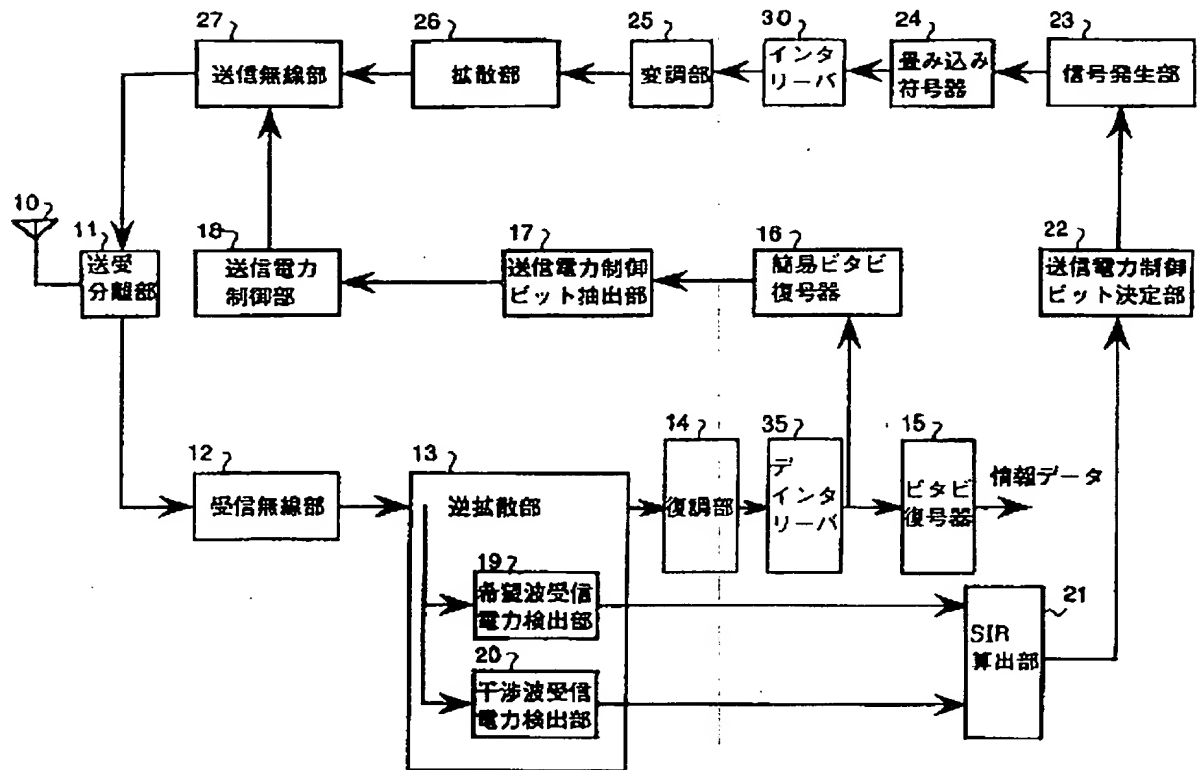 27
26
25
30
24
23
送信無線部
拡散部
変調部
インタ
リーバ
畳み込み
符号器
信号発生部
10
11
送受
分離部
18
送信電力
制御部
17
送信電力制御
ビット抽出部
16
簡易ビタビ
復号器
22
送信電力制御
ビット決定部
12
受信無線部
13
逆拡散部
14
復調部
35
デ
インタ
リーバ
15
ビタビ
復号器
情報データ
19
希望波受信
電力検出部
20
干渉波受信
電力検出部
21
SIR
算出部